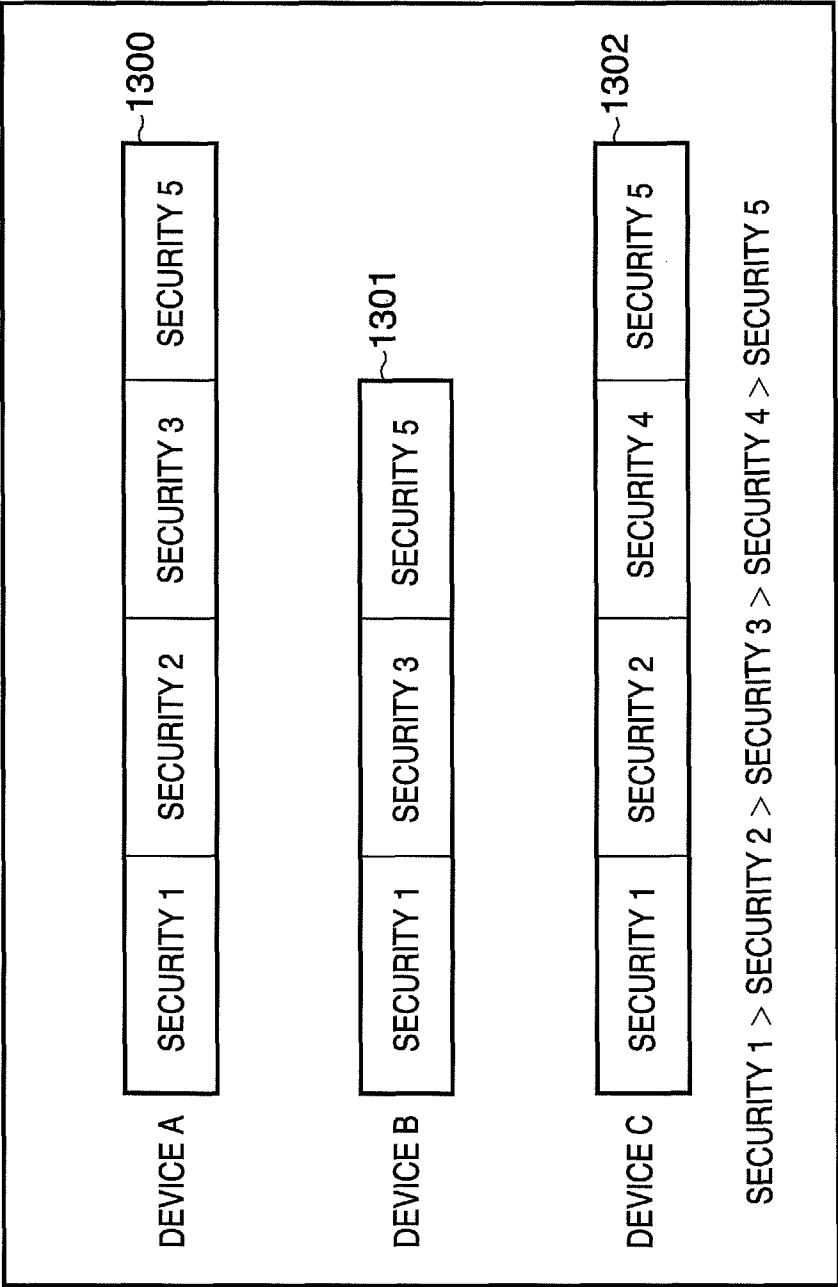 1300
DEVICE A SECURITY 1 SECURITY 2 SECURITY 3 SECURITY 5
1301
DEVICE B SECURITY 1 SECURITY 3 SECURITY 5
1302
DEVICE C SECURITY 1 SECURITY 2 SECURITY 4 SECURITY 5
SECURITY 1 > SECURITY 2 > SECURITY 3 > SECURITY 4 > SECURITY 5